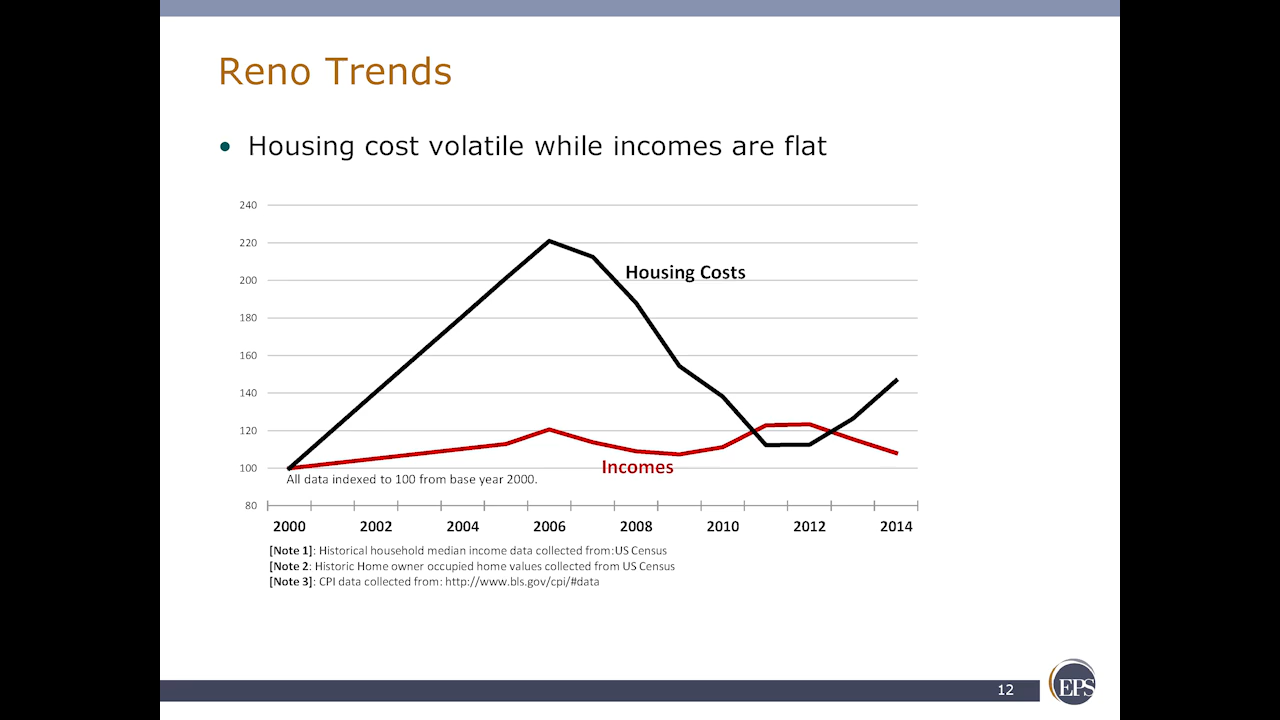 Reno Trends
• Housing cost volatile while incomes are flat
240
220
200
180
160
140
120
100
80
Housing Costs
Incomes
All data indexed to 100 from base year 2000.
2000 2002 2004 2006 2008 2010 2012 2014
[Note 1]: Historical household median income data collected from:US Census
[Note 2: Historic Home owner occupied home values collected from US Census
[Note 3]: CPI data collected from: http://www.bls.gov/cpi/#data
12
EPS